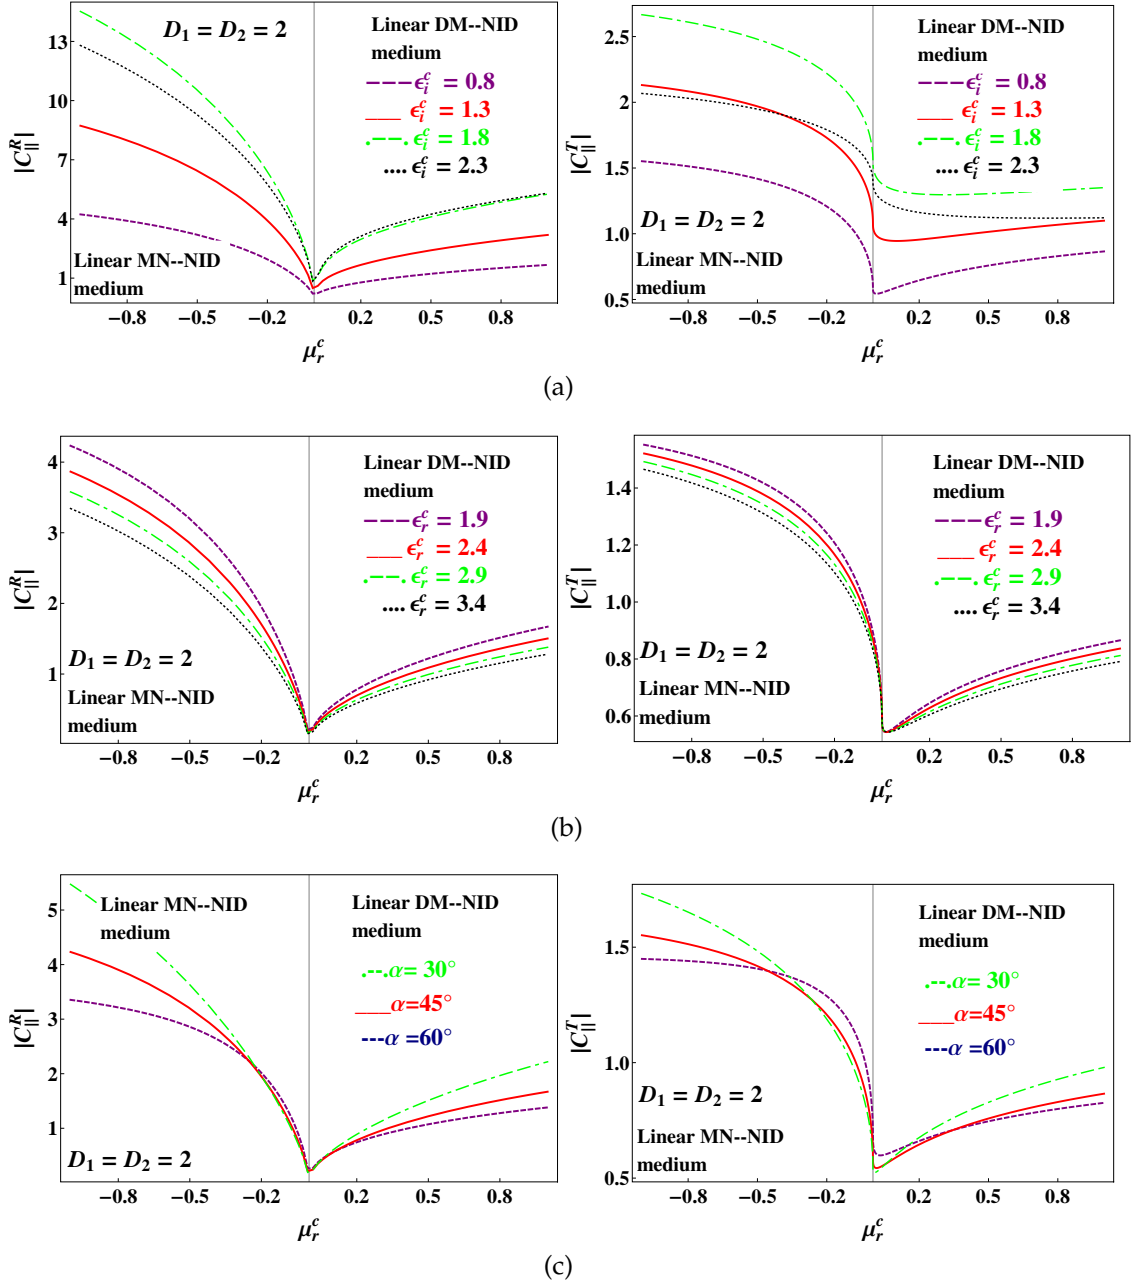 D₁ = D₂ = 2
Linear DM--NID
medium
---ϵᵢᶜ = 0.8
___ ϵᵢᶜ = 1.3
.--. ϵᵢᶜ = 1.8
.... ϵᵢᶜ = 2.3
Linear MN--NID
medium
|C_∥^R|
13
10
7
4
1
−0.8 −0.5 −0.2 0.2 0.5 0.8
μᵣᶜ
Linear DM--NID
medium
---ϵᵢᶜ = 0.8
___ ϵᵢᶜ = 1.3
.--. ϵᵢᶜ = 1.8
.... ϵᵢᶜ = 2.3
D₁ = D₂ = 2
Linear MN--NID
medium
|C_∥^T|
2.5
2
1.5
1.0
0.5
−0.8 −0.5 −0.2 0.2 0.5 0.8
μᵣᶜ
(a)
Linear DM--NID
medium
---ϵᵣᶜ = 1.9
___ ϵᵣᶜ = 2.4
.--. ϵᵣᶜ = 2.9
.... ϵᵣᶜ = 3.4
D₁ = D₂ = 2
Linear MN--NID
medium
|C_∥^R|
4
3
2
1
−0.8 −0.5 −0.2 0.2 0.5 0.8
μᵣᶜ
Linear DM--NID
medium
---ϵᵣᶜ = 1.9
___ ϵᵣᶜ = 2.4
.--. ϵᵣᶜ = 2.9
.... ϵᵣᶜ = 3.4
D₁ = D₂ = 2
Linear MN--NID
medium
|C_∥^T|
1.4
1.2
1.0
0.8
0.6
−0.8 −0.5 −0.2 0.2 0.5 0.8
μᵣᶜ
(b)
Linear MN--NID
medium
Linear DM--NID
medium
.--.α= 30°
___α=45°
---α =60°
D₁ = D₂ = 2
|C_∥^R|
5
4
3
2
1
−0.8 −0.5 −0.2 0.2 0.5 0.8
μᵣᶜ
Linear DM--NID
medium
.--.α= 30°
___α=45°
---α =60°
D₁ = D₂ = 2
Linear MN--NID
medium
|C_∥^T|
1.5
1.0
0.5
−0.8 −0.5 −0.2 0.2 0.5 0.8
μᵣᶜ
(c)